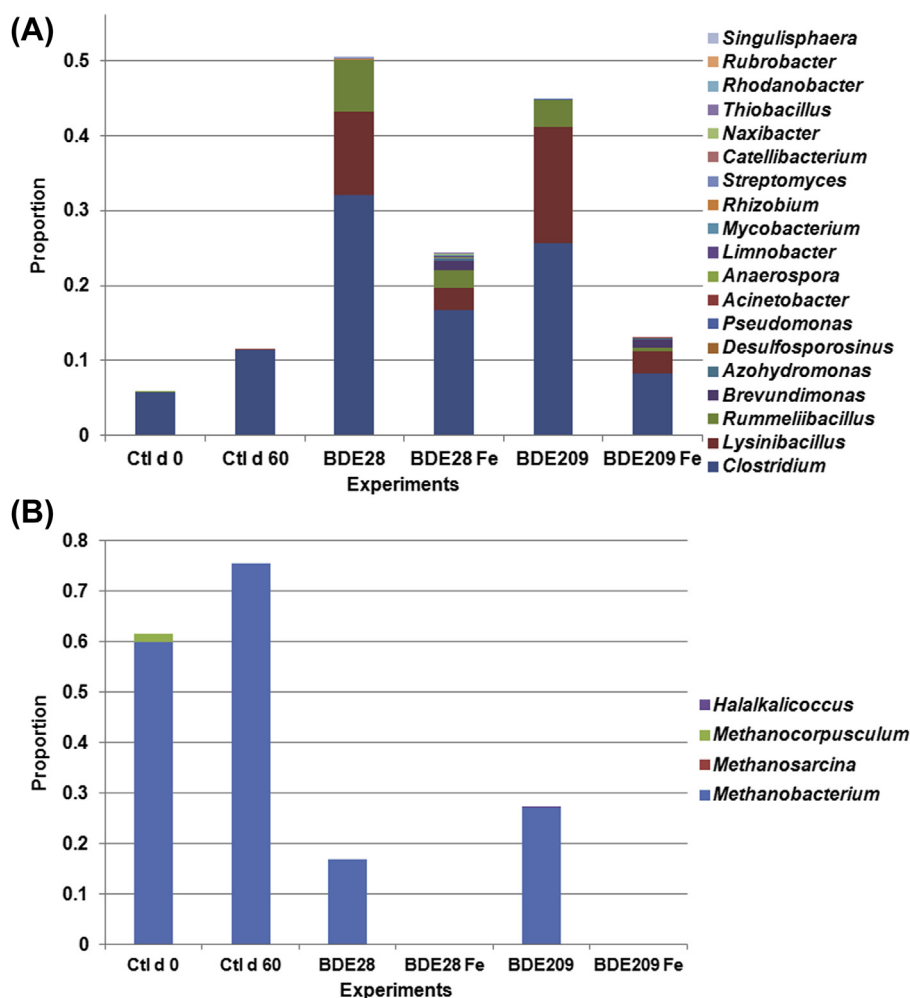 (A)
Proportion
0.5
0.4
0.3
0.2
0.1
0
Ctl d 0 Ctl d 60 BDE28 BDE28 Fe BDE209 BDE209 Fe
Experiments
Singulisphaera
Rubrobacter
Rhodanobacter
Thiobacillus
Naxibacter
Catellibacterium
Streptomyces
Rhizobium
Mycobacterium
Limnobacter
Anaerospora
Acinetobacter
Pseudomonas
Desulfosporosinus
Azohydromonas
Brevundimonas
Rummeliibacillus
Lysinibacillus
Clostridium
(B)
Proportion
0.8
0.7
0.6
0.5
0.4
0.3
0.2
0.1
0
Ctl d 0 Ctl d 60 BDE28 BDE28 Fe BDE209 BDE209 Fe
Experiments
Halalkalicoccus
Methanocorpusculum
Methanosarcina
Methanobacterium